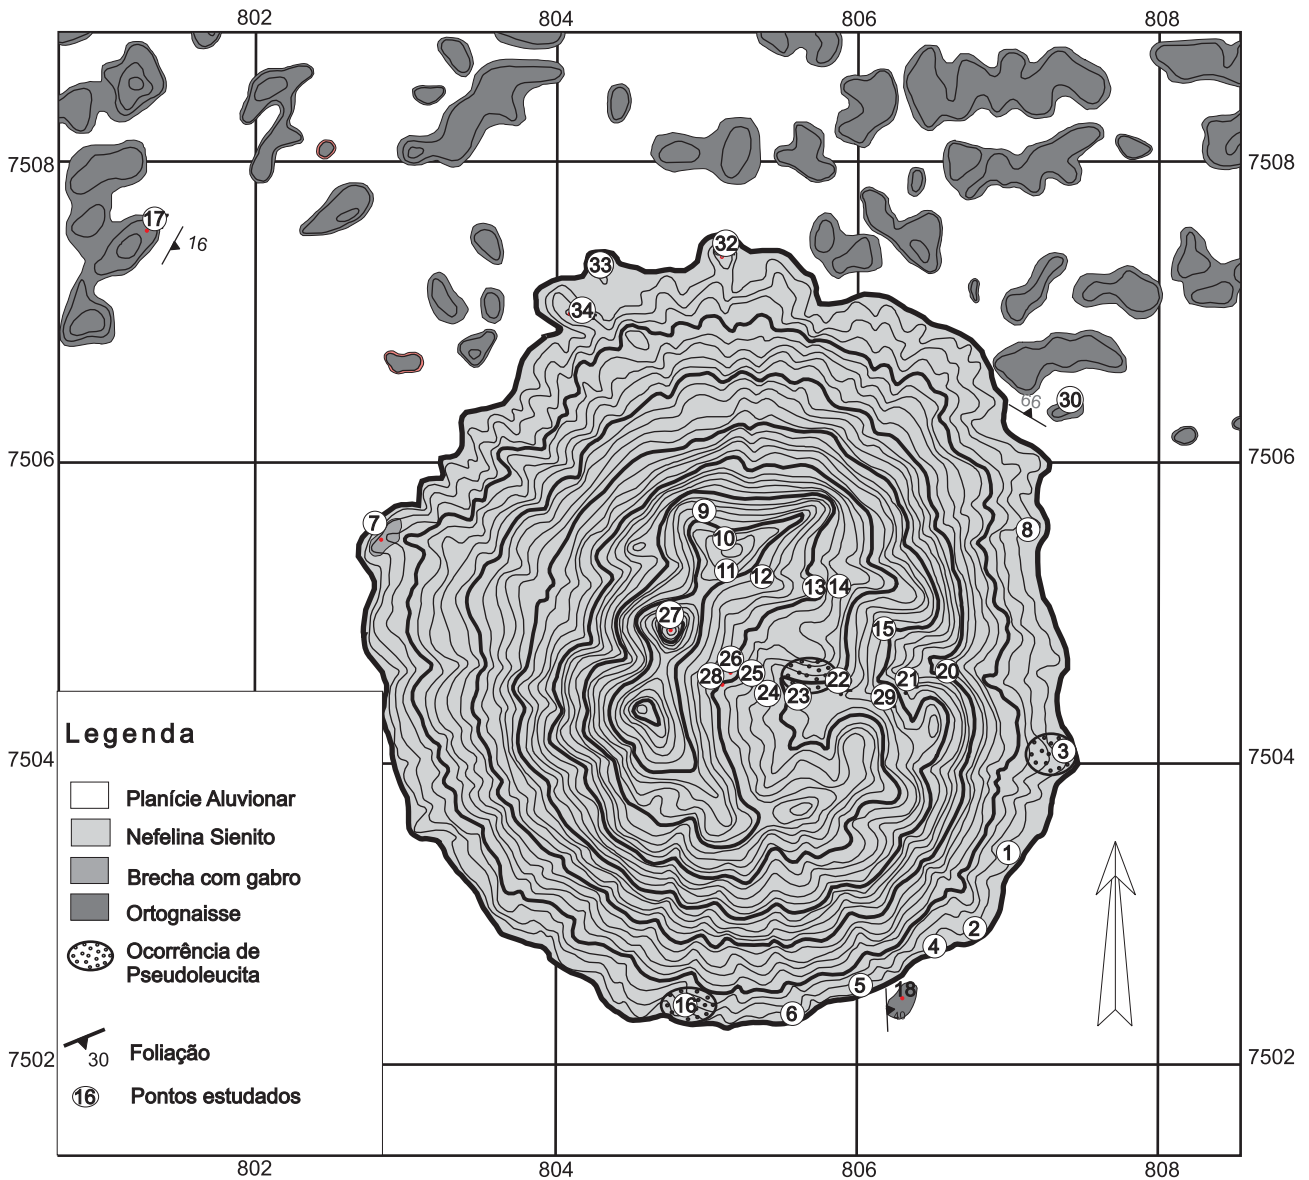 802 804 806 808
7508 7508
17
16
32
33
34
66 30
7506 7506
7
9
8
10
11 12
13 14
27
15
26
28 25 22 21 20
24 23 29
7504 3 7504
1
2
4
5 18
40
16
6
7502 7502
Legenda
Planície Aluvionar
Nefelina Sienito
Brecha com gabro
Ortognaisse
Ocorrência de
Pseudoleucita
30 Foliação
16 Pontos estudados
802 804 806 808